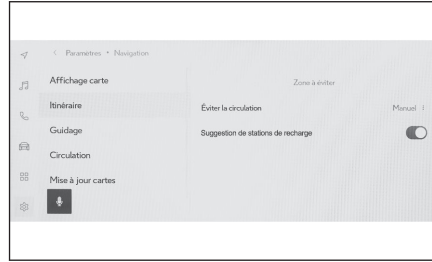 Paramètres • Navigation
Affichage carte
Itinéraire
Guidage
Circulation
Mise à jour cartes
Zone à éviter
Éviter la circulation
Manuel
Suggestion de stations de recharge